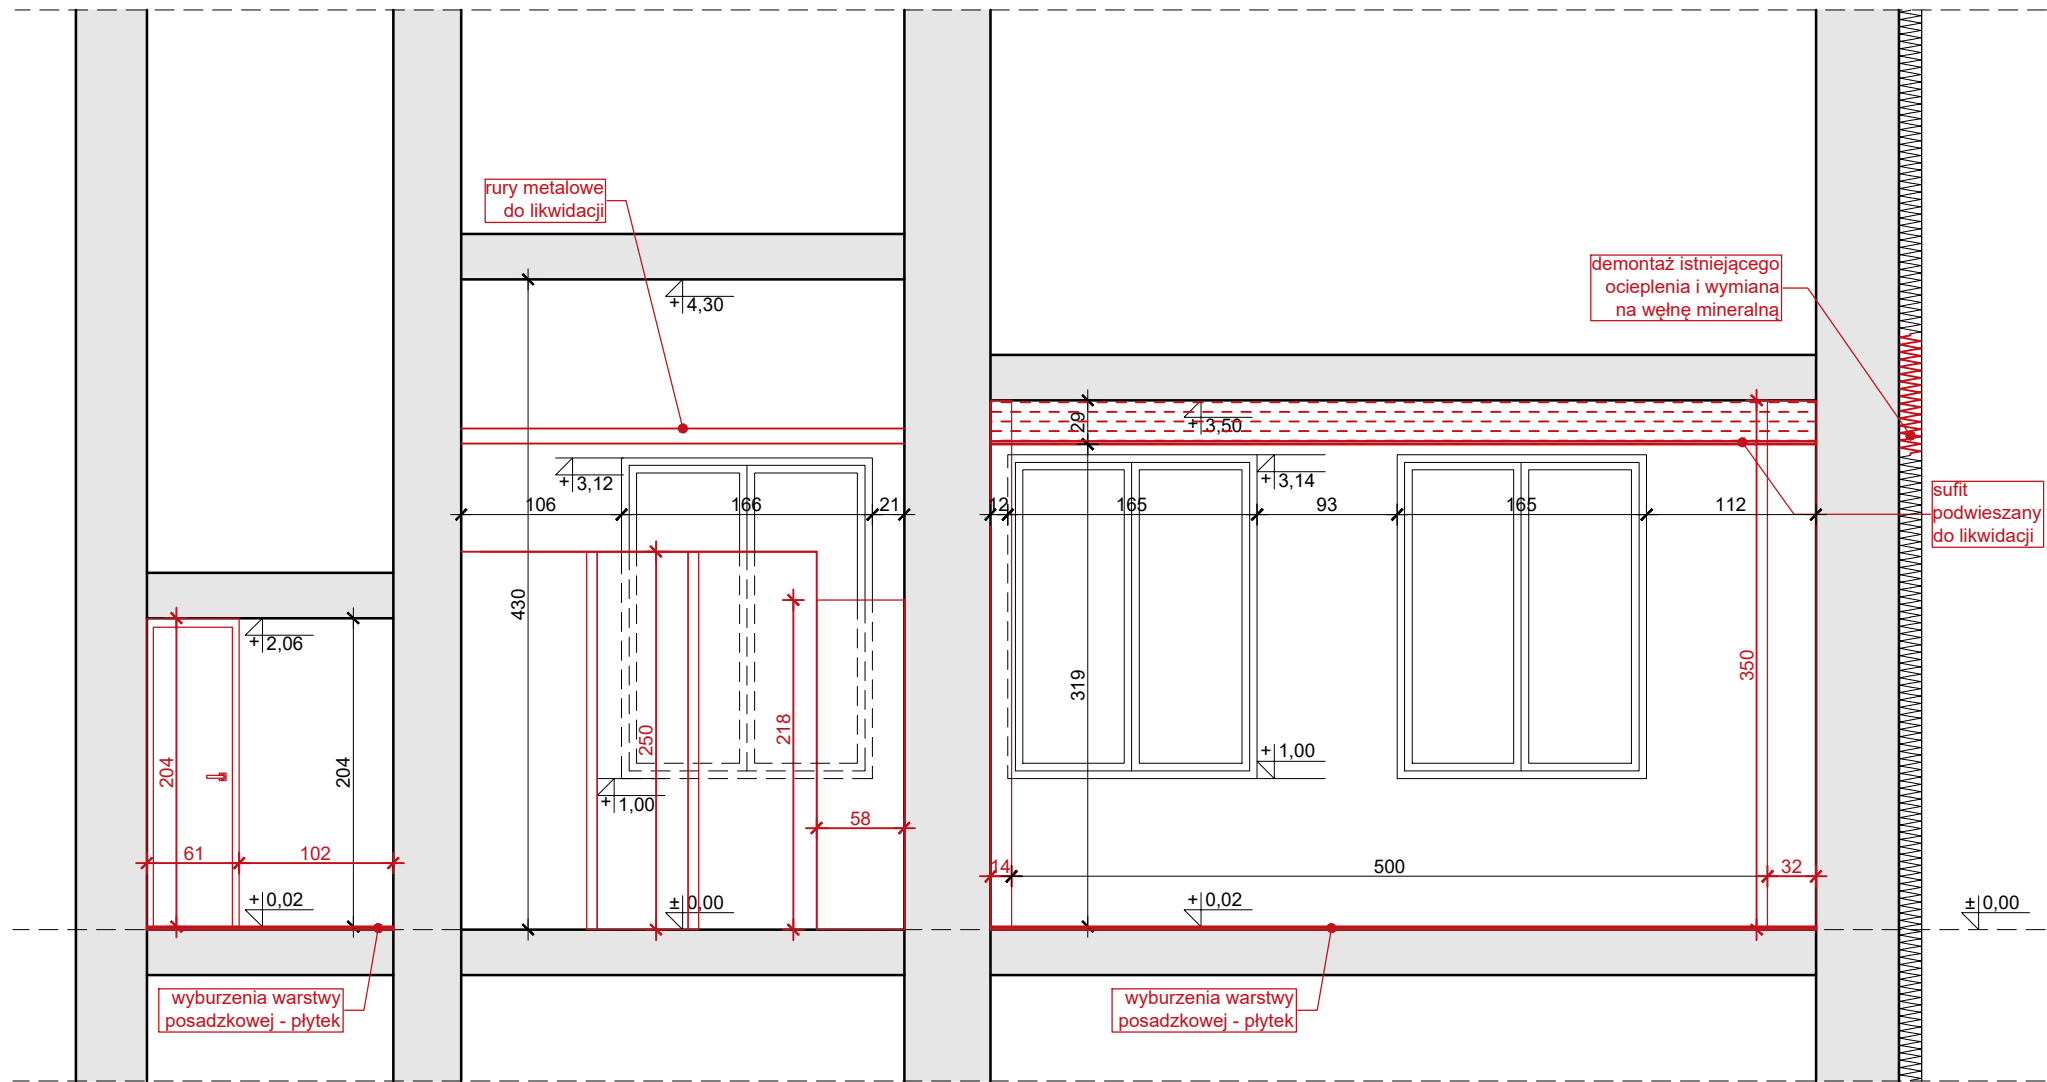 rury metalowe
do likwidacji
demontaż istniejącego
ocieplenia i wymiana
na wełnę mineralną
+4,30
29
+3,50
+3,12
+3,14
106
166
21
12
165
93
165
112
sufit
podwieszany
do likwidacji
430
+2,06
319
350
250
218
204
204
+1,00
+1,00
58
61
102
14
500
32
+0,02
±0,00
+0,02
±0,00
wyburzenia warstwy
posadzkowej - płytek
wyburzenia warstwy
posadzkowej - płytek